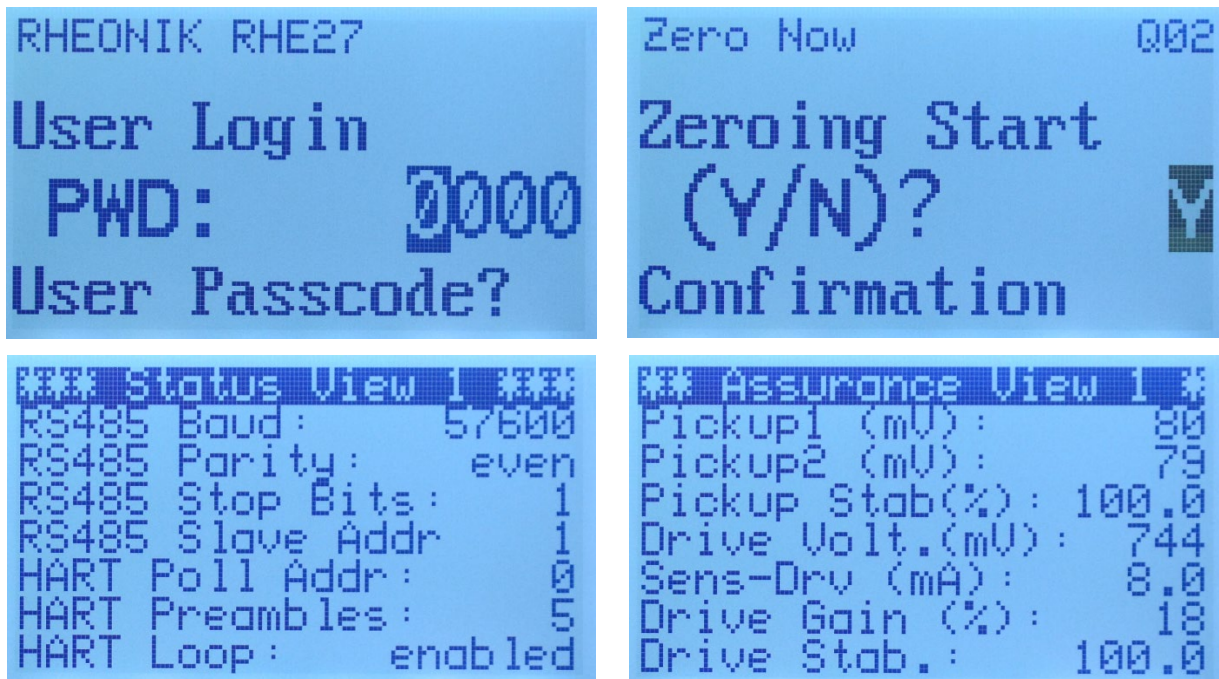 RHEONIK RHE27
User Login
PWD: 0000
User Passcode?
Zero Now Q02
Zeroing Start
(Y/N)? Y
Confirmation
*** Status View 1 ***
RS485 Baud: 57600
RS485 Parity: even
RS485 Stop Bits: 1
RS485 Slave Addr 1
HART Poll Addr: 0
HART Preambles: 5
HART Loop: enabled
** Assurance View 1 *
Pickup1 (mV): 80
Pickup2 (mV): 79
Pickup Stab(%): 100.0
Drive Volt.(mV): 744
Sens-Drv (mA): 8.0
Drive Gain (%): 18
Drive Stab.: 100.0